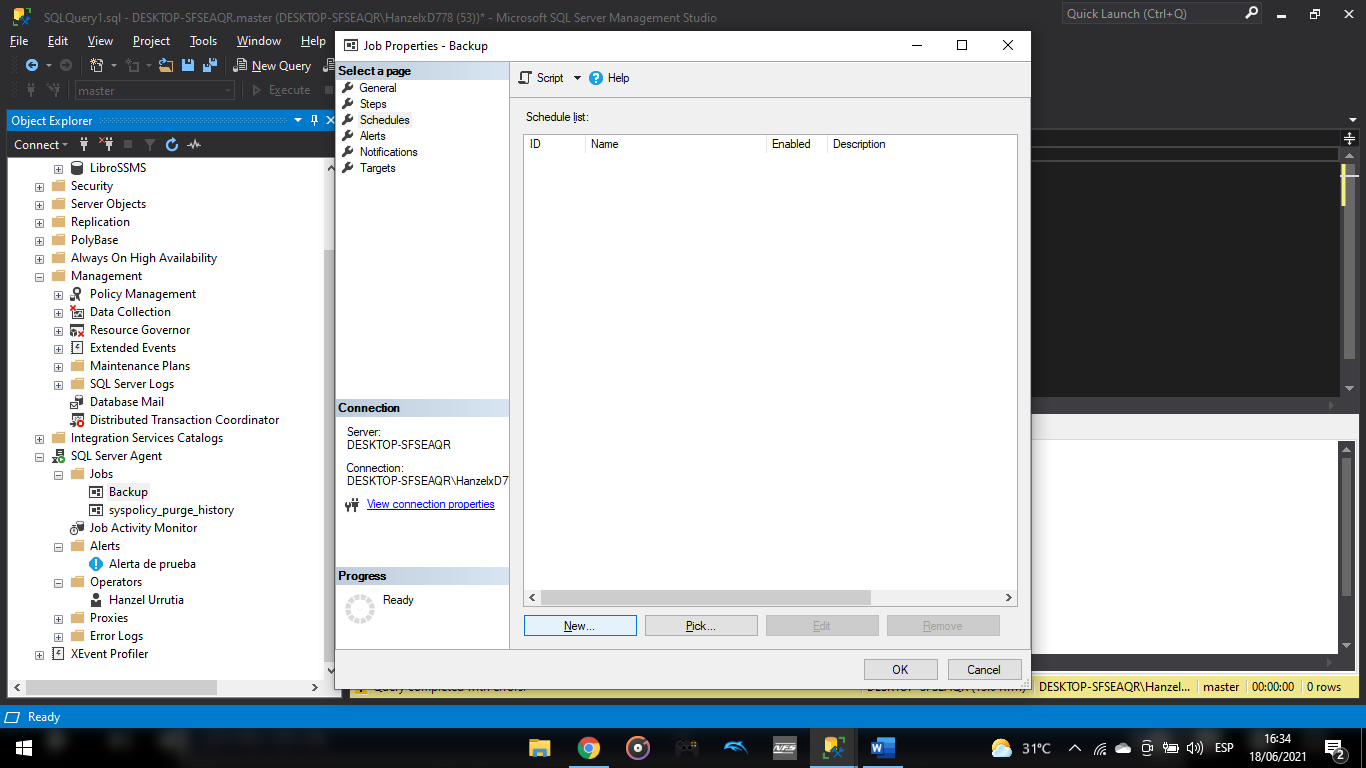 SQLQuery1.sql - DESKTOP-SFSEAQR.master (DESKTOP-SFSEAQR\HanzelxD778 (53))* - Microsoft SQL Server Management Studio
Quick Launch (Ctrl+Q)
File Edit View Project Tools Window Help
New Query
master
Execute
Object Explorer
Connect
LibroSSMS
Security
Server Objects
Replication
PolyBase
Always On High Availability
Management
Policy Management
Data Collection
Resource Governor
Extended Events
Maintenance Plans
SQL Server Logs
Database Mail
Distributed Transaction Coordinator
Integration Services Catalogs
SQL Server Agent
Jobs
Backup
syspolicy_purge_history
Job Activity Monitor
Alerts
Alerta de prueba
Operators
Hanzel Urrutia
Proxies
Error Logs
XEvent Profiler
Job Properties - Backup
Select a page
General
Steps
Schedules
Alerts
Notifications
Targets
Connection
Server:
DESKTOP-SFSEAQR
Connection:
DESKTOP-SFSEAQR\HanzelxD7
View connection properties
Progress
Ready
Script Help
Schedule list:
ID Name Enabled Description
New... Pick... Edit Remove
OK Cancel
DESKTOP-SFSEAQR\Hanzel... master 00:00:00 0 rows
Ready
NFS
31°C ESP
16:34
18/06/2021
2